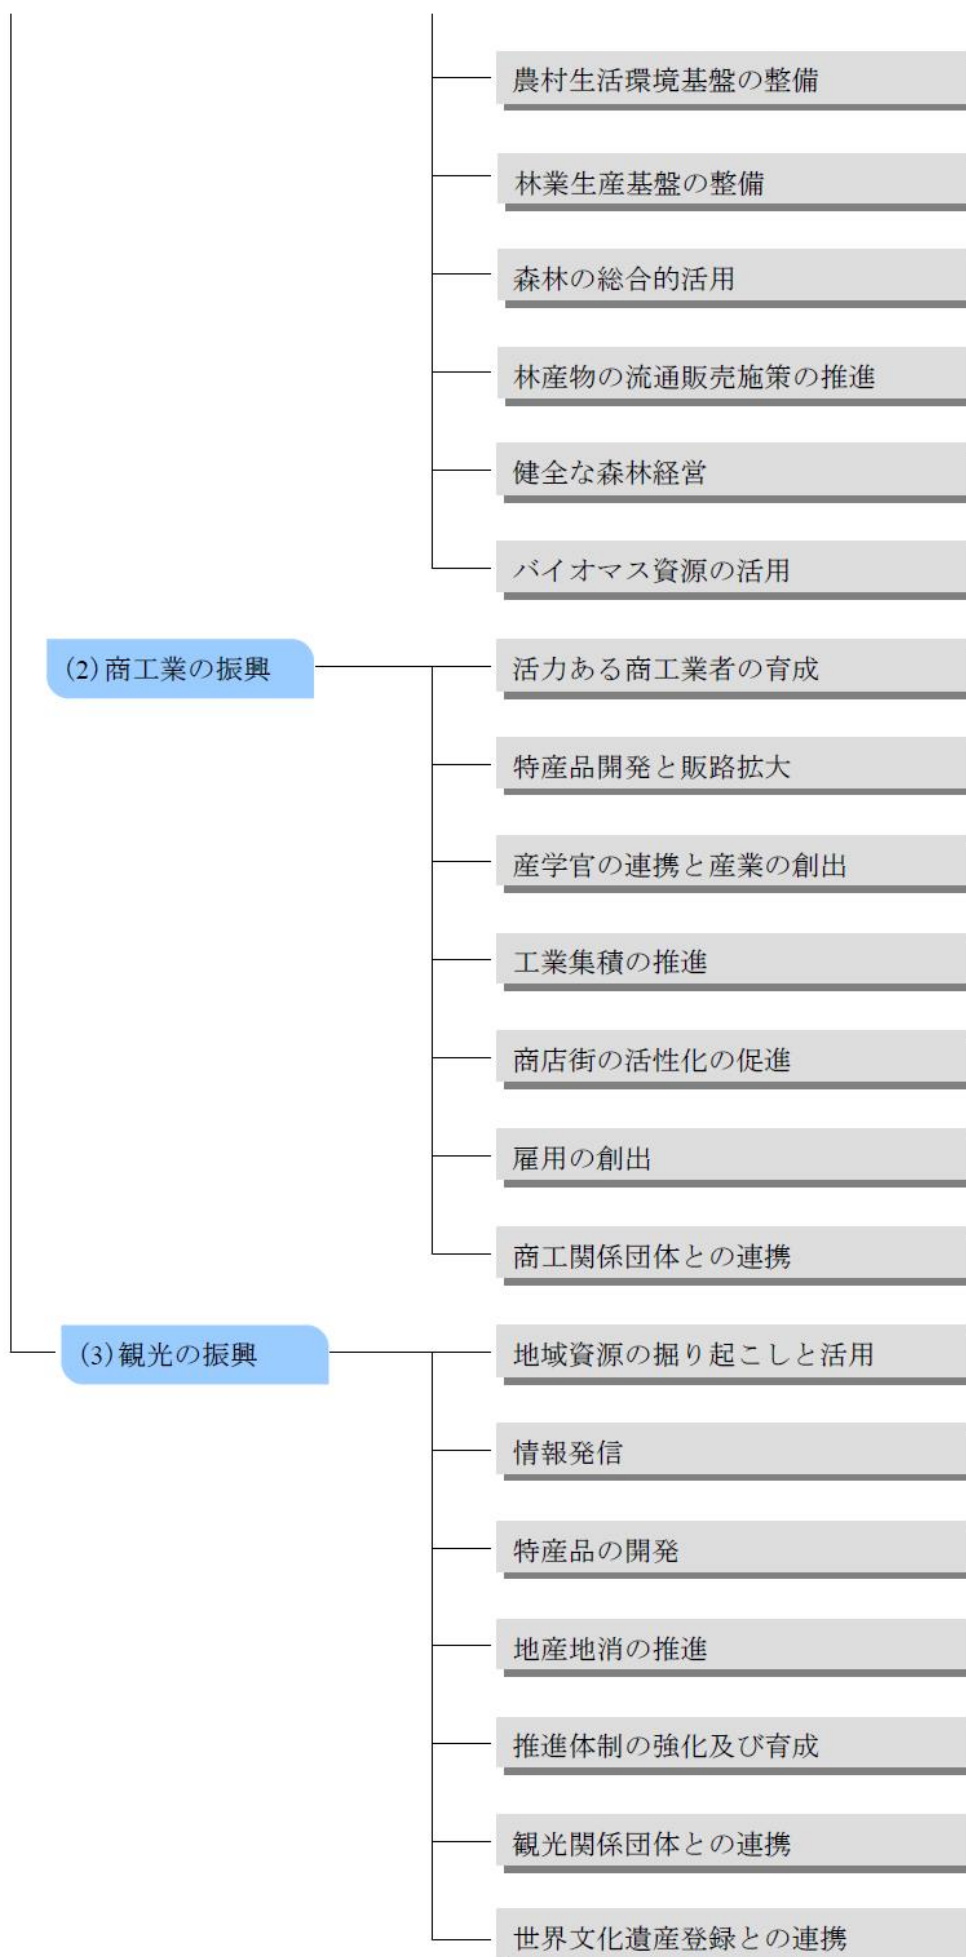 農村生活環境基盤の整備
林業生産基盤の整備
森林の総合的活用
林産物の流通販売施策の推進
健全な森林経営
バイオマス資源の活用
(2)商工業の振興
活力ある商工業者の育成
特産品開発と販路拡大
産学官の連携と産業の創出
工業集積の推進
商店街の活性化の促進
雇用の創出
商工関係団体との連携
(3)観光の振興
地域資源の掘り起こしと活用
情報発信
特産品の開発
地産地消の推進
推進体制の強化及び育成
観光関係団体との連携
世界文化遺産登録との連携